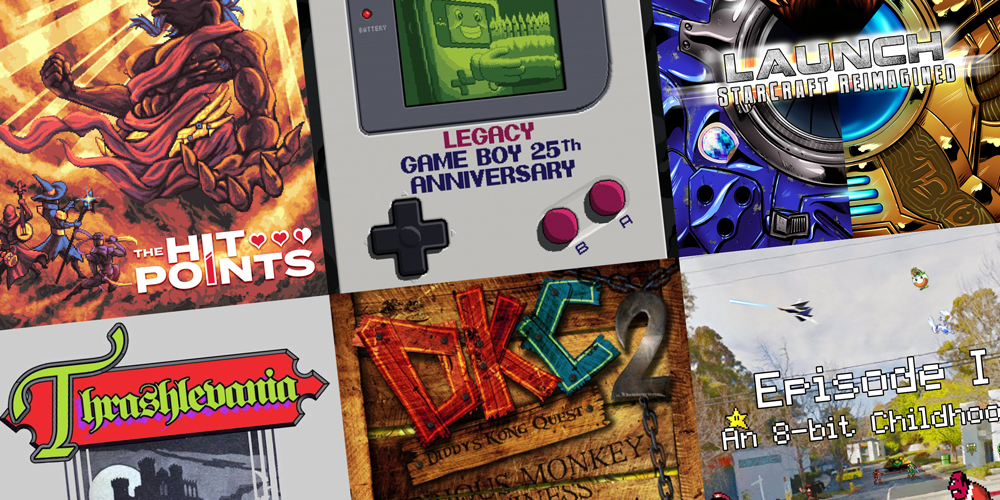 BATTERY
THE HIT
POINTS
LEGACY
GAME BOY 25th
ANNIVERSARY
B A
LAUNCH
STARCRAFT REIMAGINED
Thrashlevania
DKC 2
DIDDY'S KONG QUEST
MONKEY
Episode I
An 8-bit Childhoo